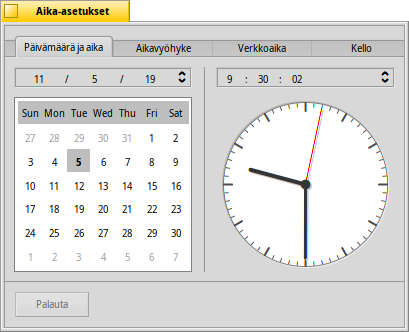 Aika-asetukset
Päivämäärä ja aika Aikavyöhyke Verkkoaika Kello
11 / 5 / 19
9 : 30 : 02
Sun Mon Tue Wed Thu Fri Sat
27 28 29 30 31 1 2
3 4 5 6 7 8 9
10 11 12 13 14 15 16
17 18 19 20 21 22 23
24 25 26 27 28 29 30
1 2 3 4 5 6 7
Palauta